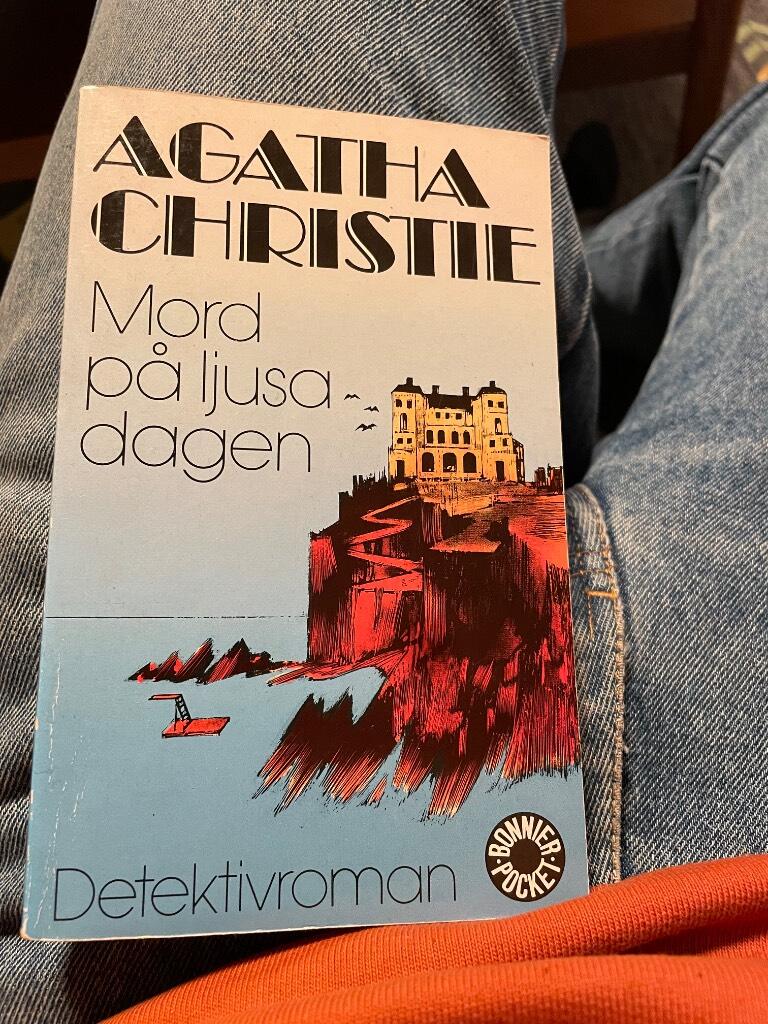 AGATHA
CHRISTIE
Mord
på ljusa
dagen
Detektivroman
BONNIER
POCKET